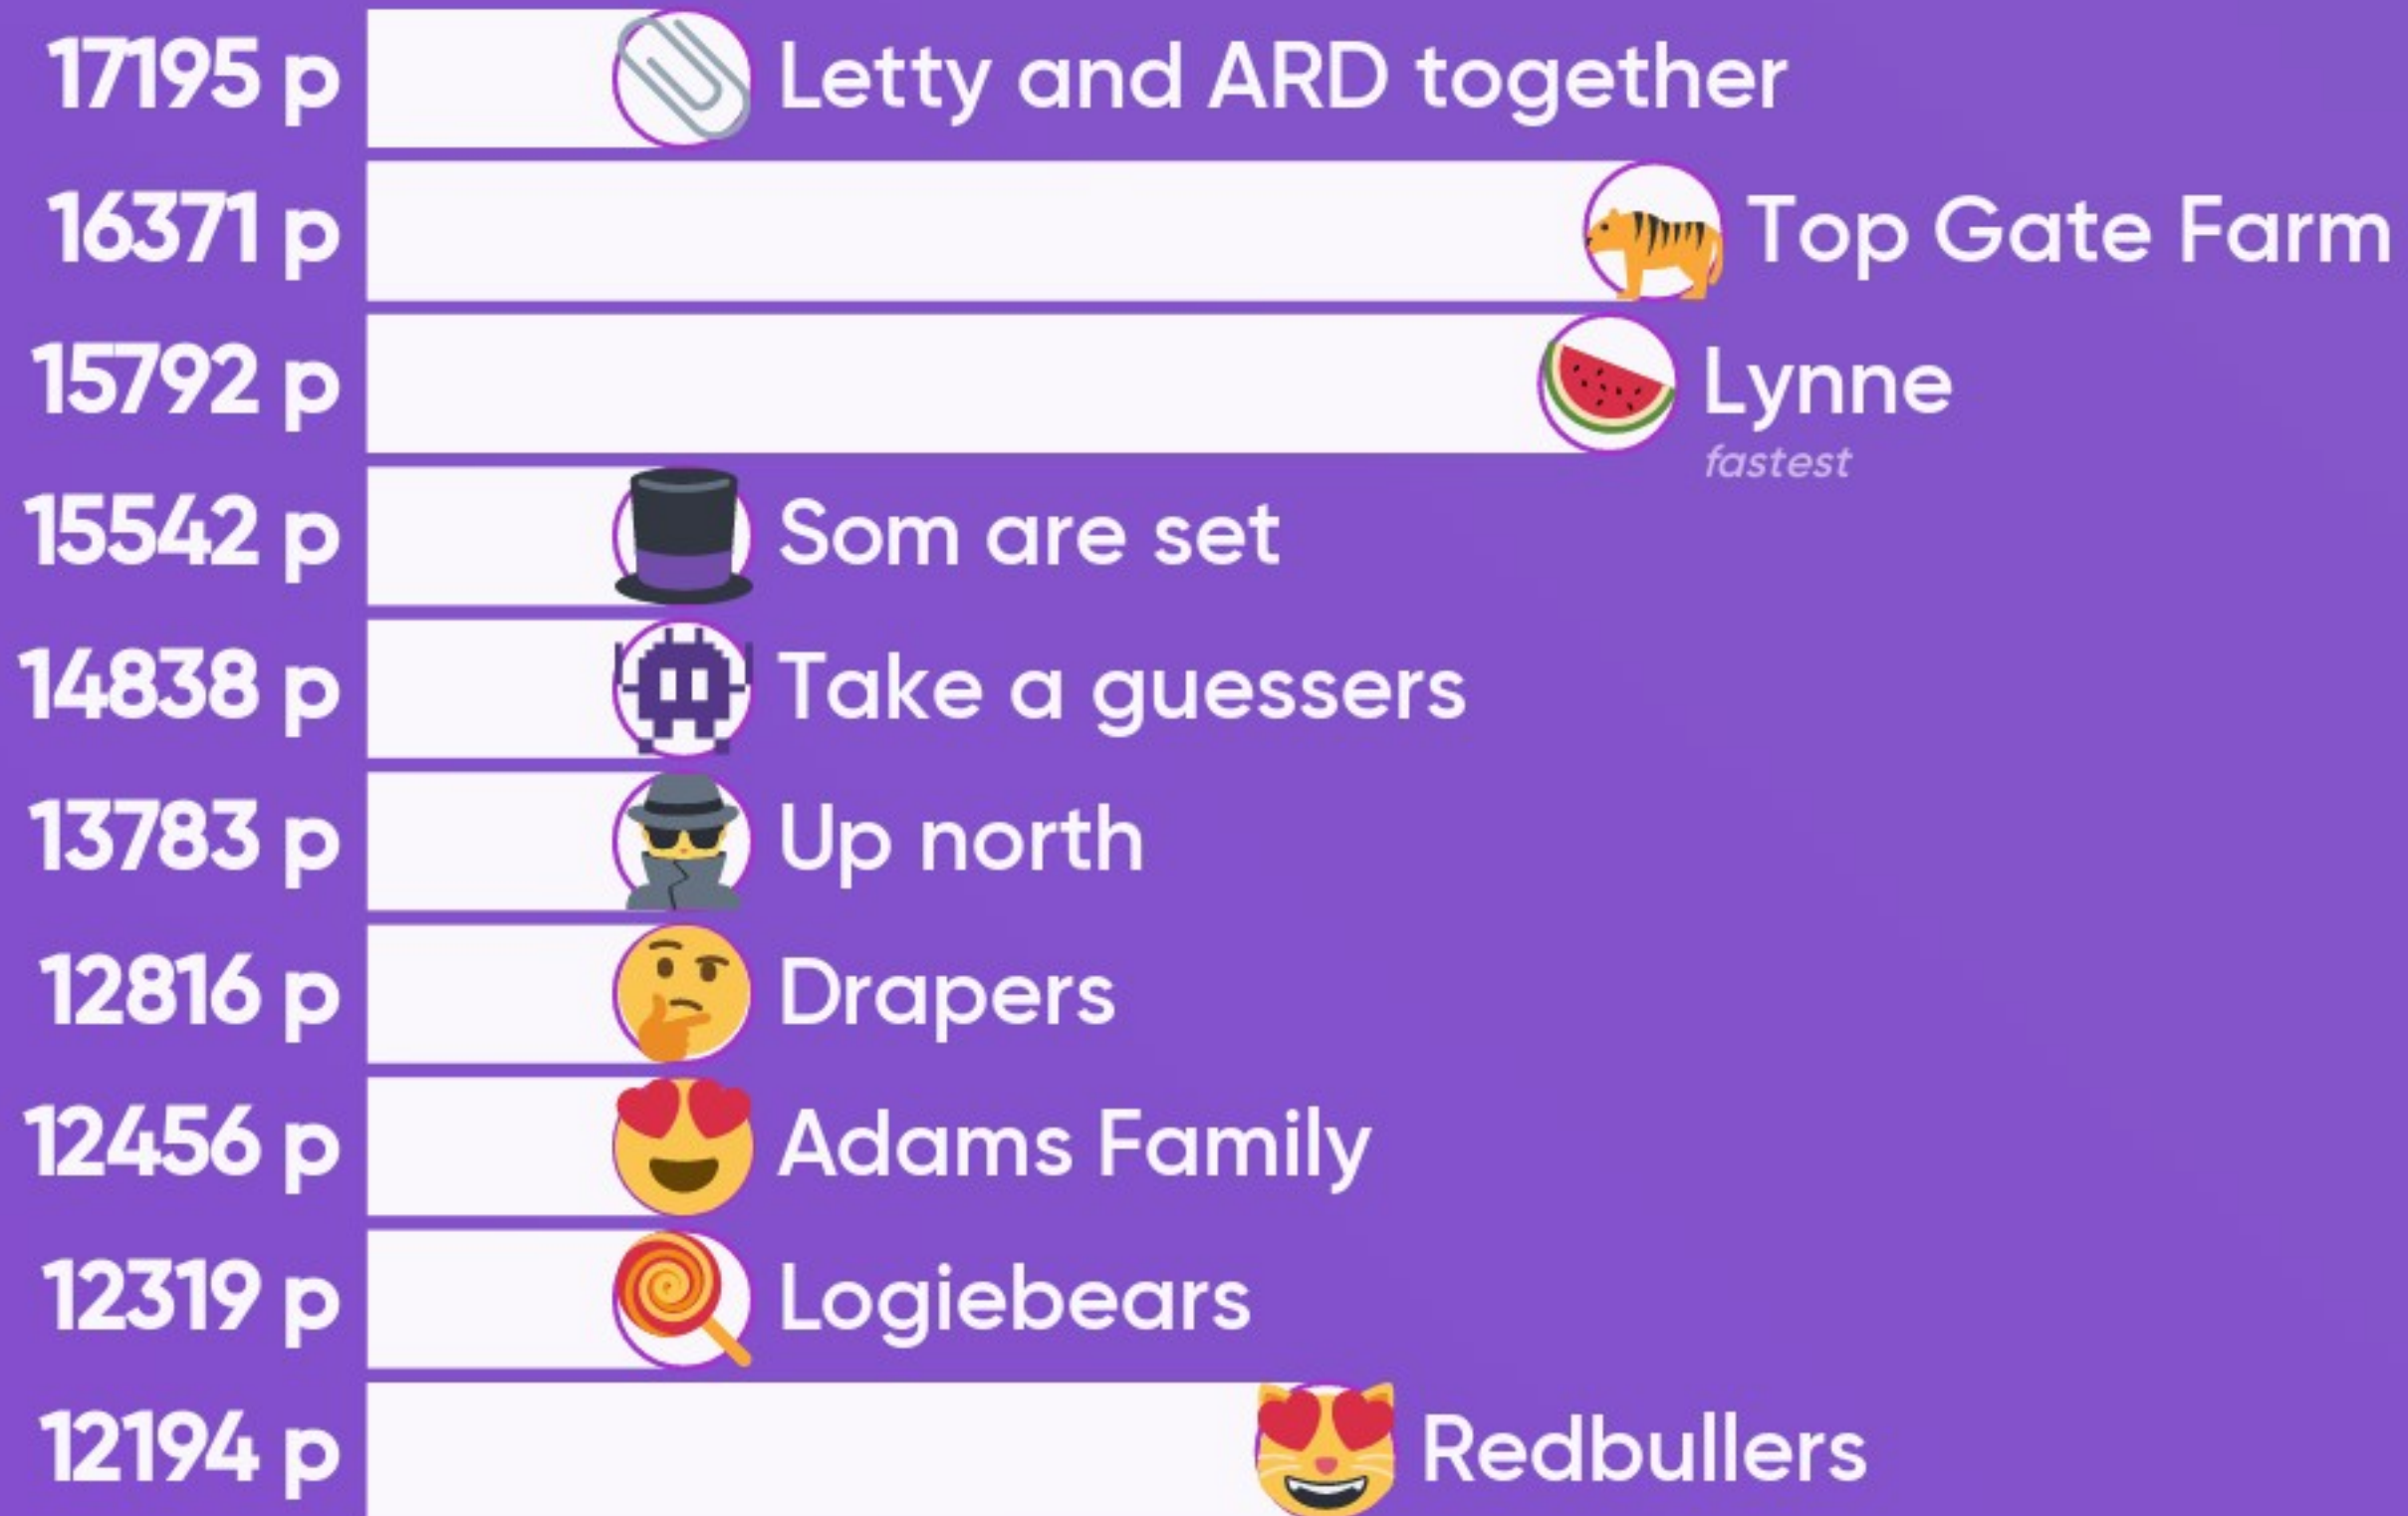 17195 p Letty and ARD together
16371 p Top Gate Farm
15792 p Lynne
fastest
15542 p Som are set
14838 p Take a guessers
13783 p Up north
12816 p Drapers
12456 p Adams Family
12319 p Logiebears
12194 p Redbullers